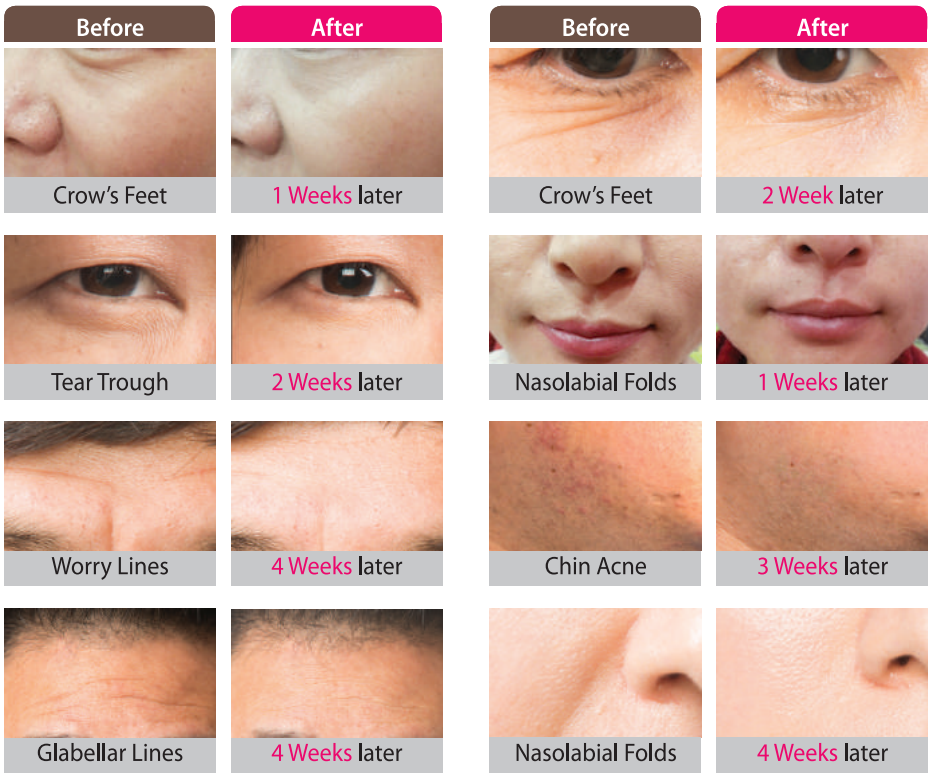 Before After Before After
Crow's Feet 1 Weeks later Crow's Feet 2 Week later
Tear Trough 2 Weeks later Nasolabial Folds 1 Weeks later
Worry Lines 4 Weeks later Chin Acne 3 Weeks later
Glabellar Lines 4 Weeks later Nasolabial Folds 4 Weeks later